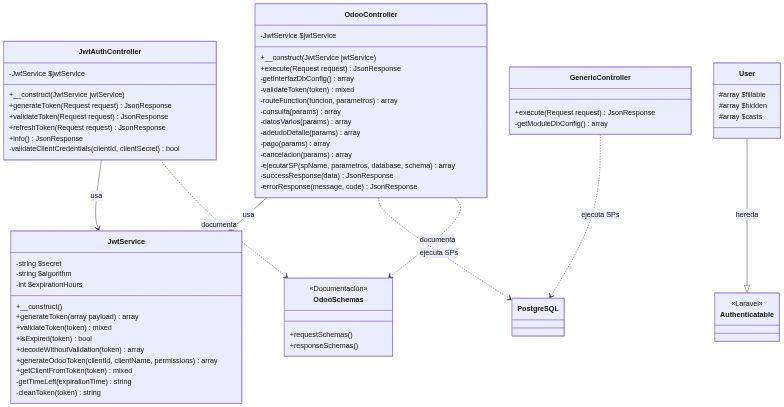 JwtAuthController
-JwtService $jwtService
+__construct(JwtService jwtService)
+generateToken(Request request) : JsonResponse
+validateToken(Request request) : JsonResponse
+refreshToken(Request request) : JsonResponse
+info() : JsonResponse
-validateClientCredentials(clientId, clientSecret) : bool
OdooController
-JwtService $jwtService
+__construct(JwtService jwtService)
+execute(Request request) : JsonResponse
-getInterfazDbConfig() : array
-validateToken(token) : mixed
-routeFunction(funcion, parametros) : array
-consulta(params) : array
-datosVarios(params) : array
-adeudoDetalle(params) : array
-pago(params) : array
-cancelacion(params) : array
-ejecutarSP(spName, parametros, database, schema) : array
-successResponse(data) : JsonResponse
-errorResponse(message, code) : JsonResponse
GenericController
+execute(Request request) : JsonResponse
-getModuleDbConfig() : array
User
#array $fillable
#array $hidden
#array $casts
usa
usa
documenta
documenta
ejecuta SPs
ejecuta SPs
hereda
JwtService
-string $secret
-string $algorithm
-int $expirationHours
+__construct()
+generateToken(array payload) : array
+validateToken(token) : mixed
+isExpired(token) : bool
+decodeWithoutValidation(token) : array
+generateOdooToken(clientId, clientName, permissions) : array
+getClientFromToken(token) : mixed
-getTimeLeft(expirationTime) : string
-cleanToken(token) : string
«Documentación»
OdooSchemas
+requestSchemas()
+responseSchemas()
PostgreSQL
«Laravel»
Authenticatable